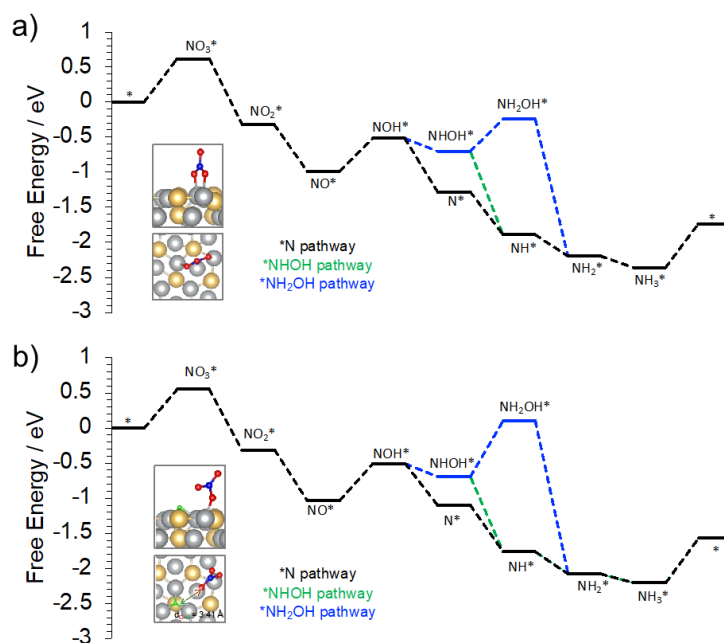 a)
Free Energy / eV
1
0.5
0
-0.5
-1
-1.5
-2
-2.5
-3
*
NO₃*
NO₂*
NO*
NOH*
NHOH*
NH₂OH*
N*
NH*
NH₂*
NH₃*
*
*N pathway
*NHOH pathway
*NH₂OH pathway
b)
Free Energy / eV
1
0.5
0
-0.5
-1
-1.5
-2
-2.5
-3
*
NO₃*
NO₂*
NO*
NOH*
NHOH*
NH₂OH*
N*
NH*
NH₂*
NH₃*
*
= 3.41 Å
*N pathway
*NHOH pathway
*NH₂OH pathway